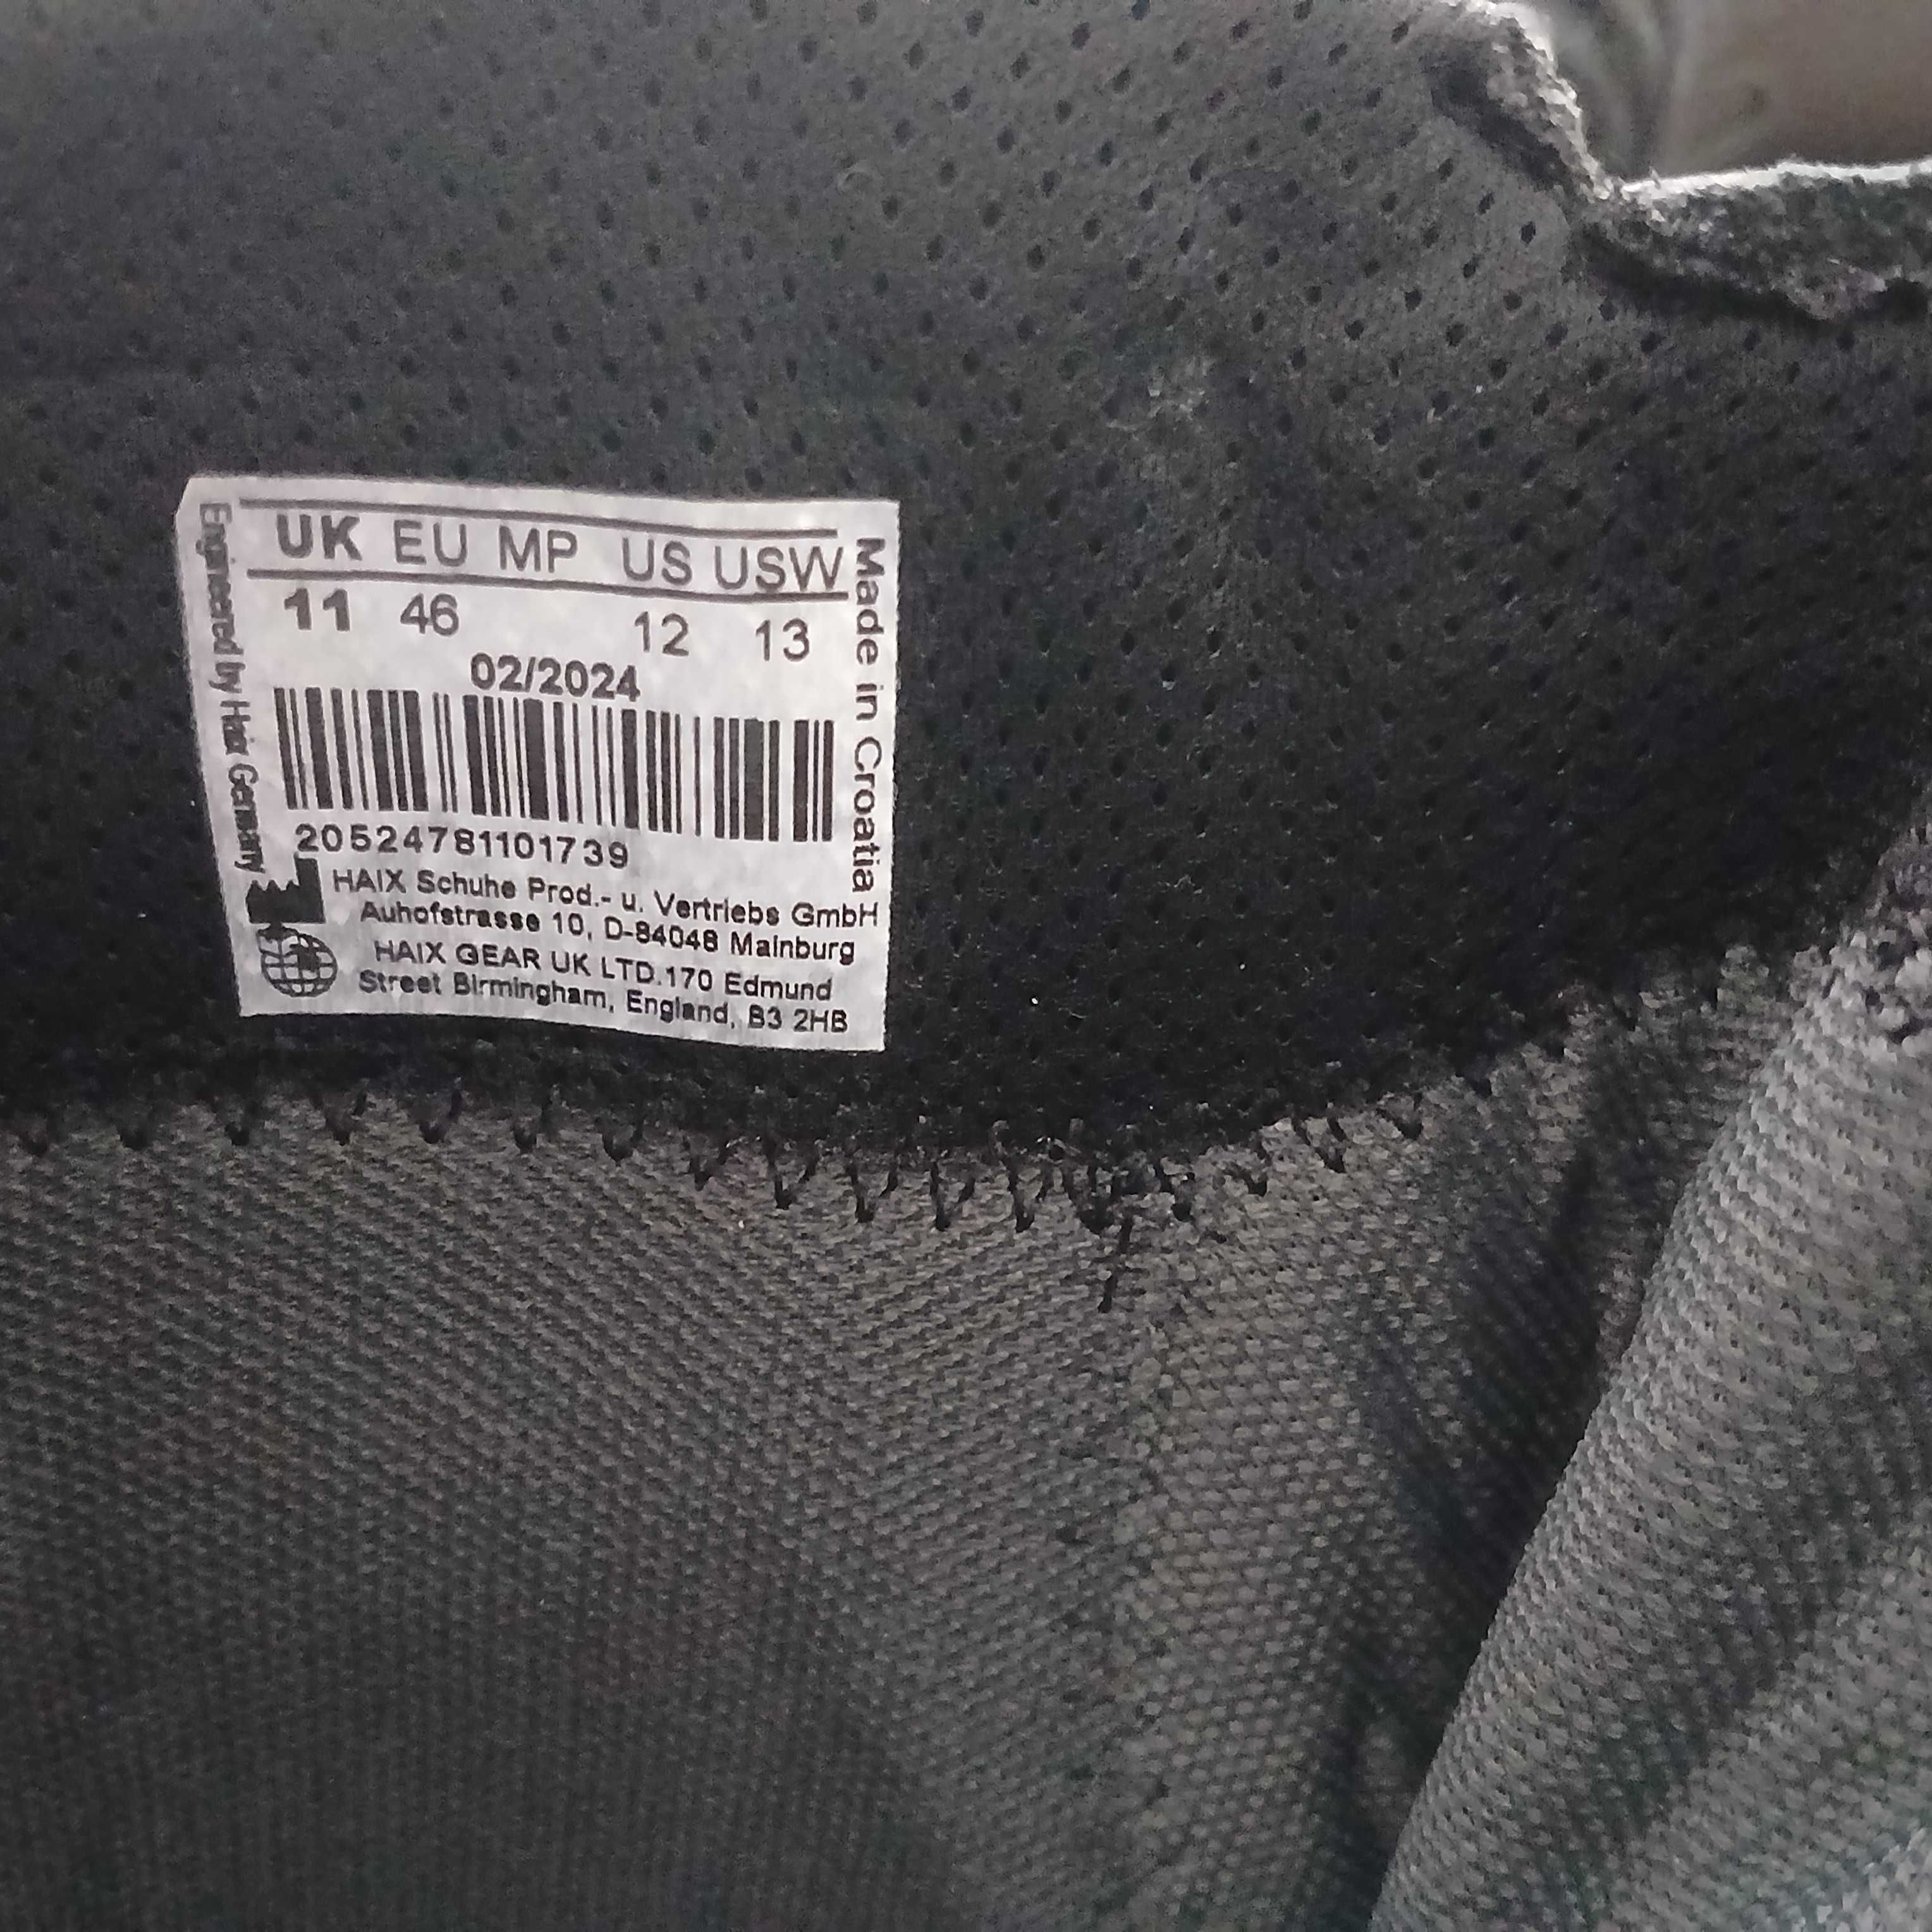 UK EU MP US USW
11 46 12 13
02/2024
20524781101739
HAIX Schuhe Prod.- u. Vertriebs GmbH
Auhofstrasse 10, D-84048 Mainburg
HAIX GEAR UK LTD.170 Edmund
Street Birmingham, England, B3 2HB
Engineered by Haix Germany
Made in Croatia